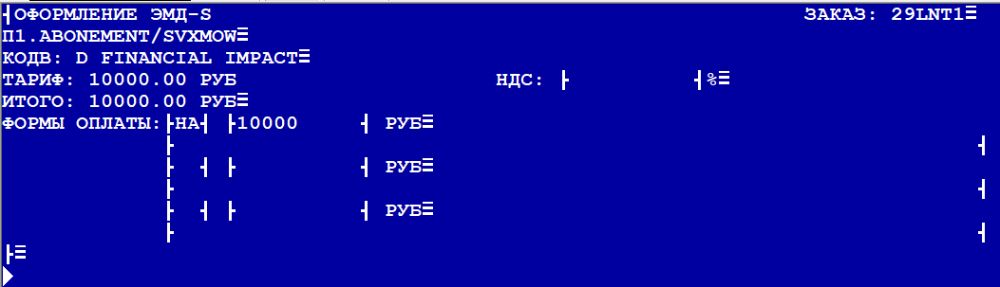 ОФОРМЛЕНИЕ ЭМД-S ЗАКАЗ: 29LNT1
П1.ABONEMENT/SVXMOW
КОДВ: D FINANCIAL IMPACT
ТАРИФ: 10000.00 РУБ НДС: %
ИТОГО: 10000.00 РУБ
ФОРМЫ ОПЛАТЫ: НА 10000 РУБ
РУБ
РУБ